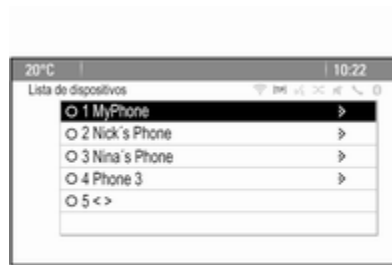 20°C 10:22
Lista de dispositivos
1 MyPhone
2 Nick´s Phone
3 Nina´s Phone
4 Phone 3
5 < >